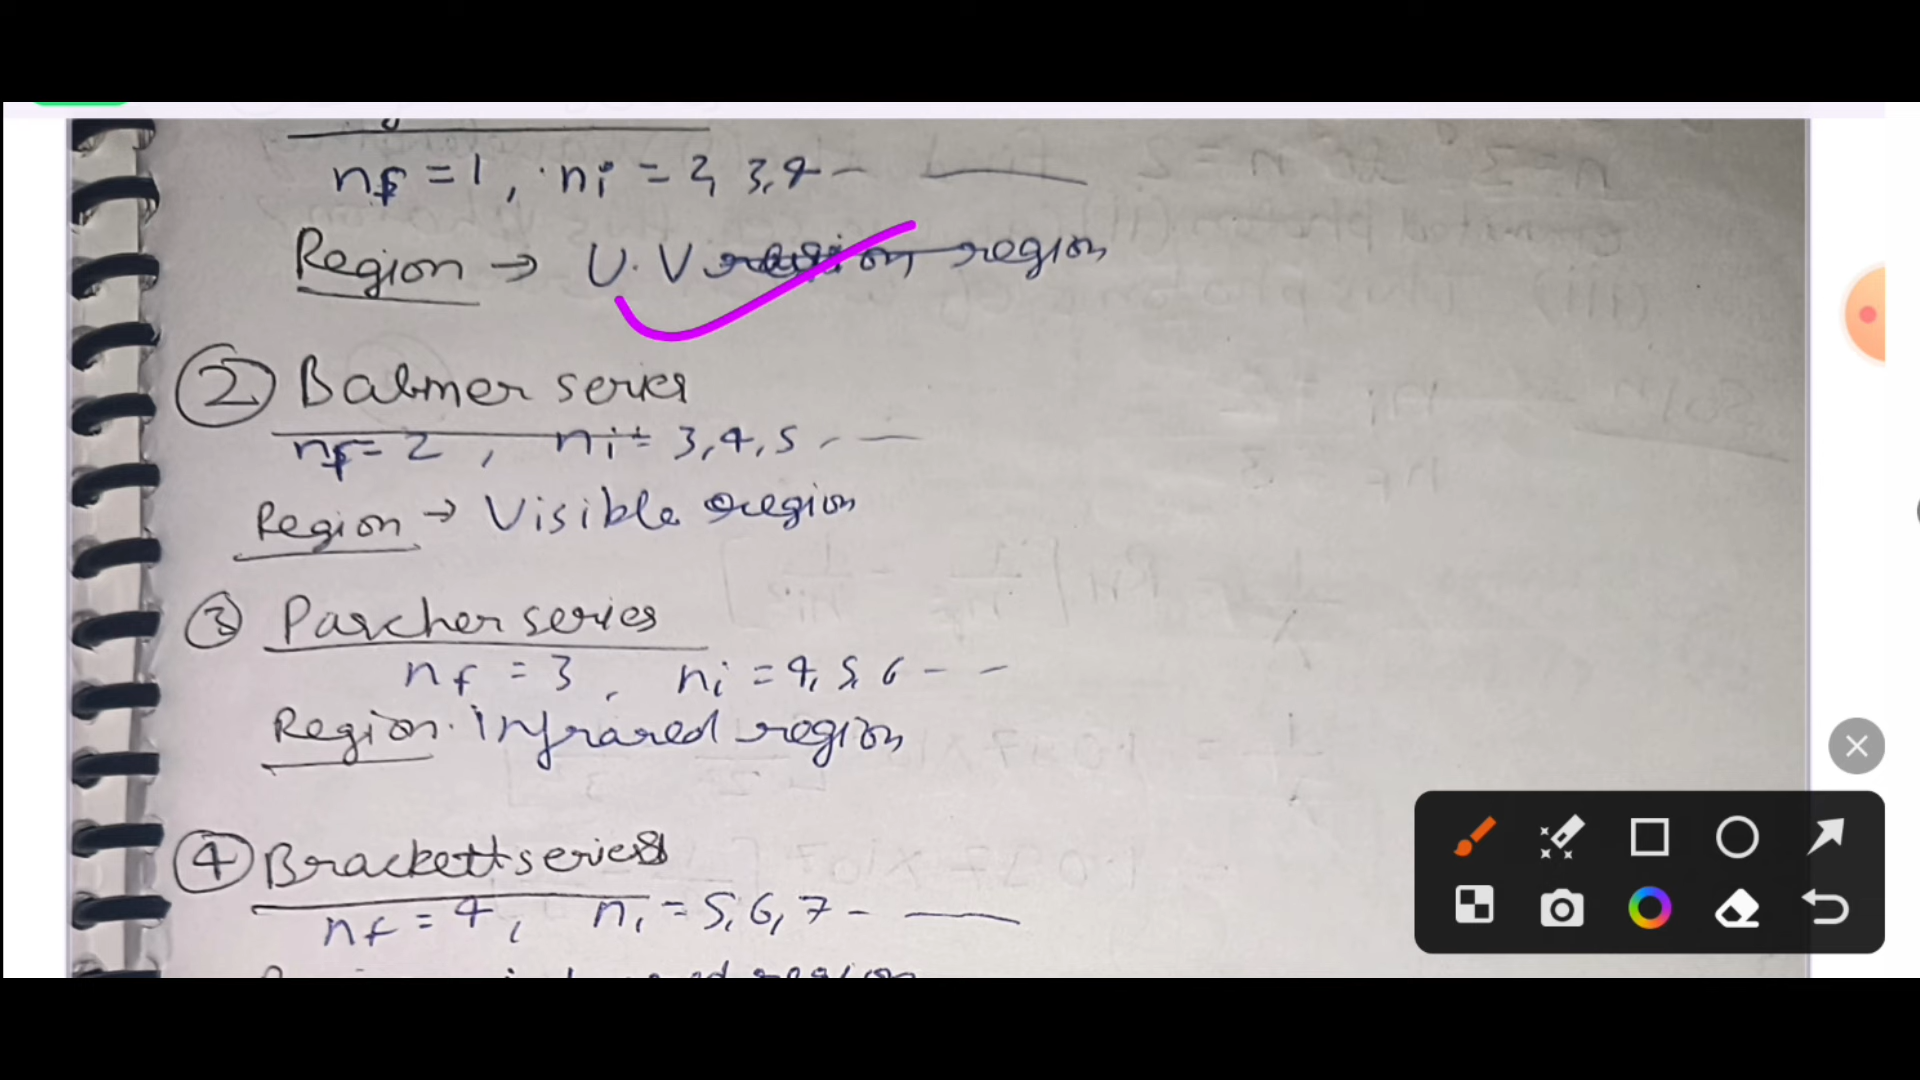 nf = 1, ni = 2, 3, 4 - —
Region → U.V region
② Balmer series
nf = 2, ni = 3, 4, 5, - —
Region → Visible region
③ Pascher series
nf = 3, ni = 4, 5, 6 - -
Region. infrared region
④ Brackett series
nf = 4, ni = 5, 6, 7 - —
region